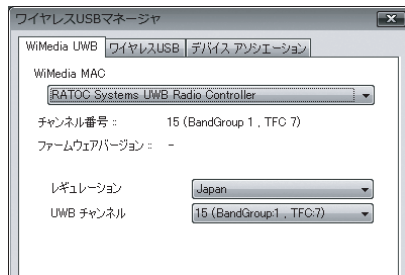 ワイヤレスUSBマネージャ
WiMedia UWB ワイヤレスUSB デバイス アソシエーション
WiMedia MAC
RATOC Systems UWB Radio Controller
チャンネル番号 : 15 (BandGroup 1 , TFC 7)
ファームウェアバージョン : -
レギュレーション Japan
UWB チャンネル 15 (BandGroup:1 , TFC:7)